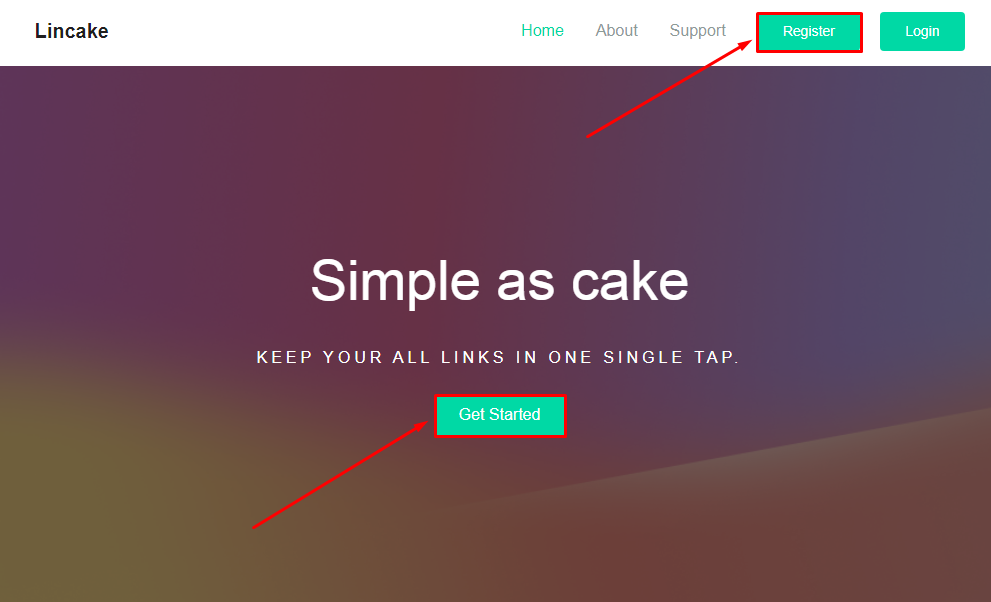 Lincake Home About Support Register Login
Simple as cake
KEEP YOUR ALL LINKS IN ONE SINGLE TAP.
Get Started